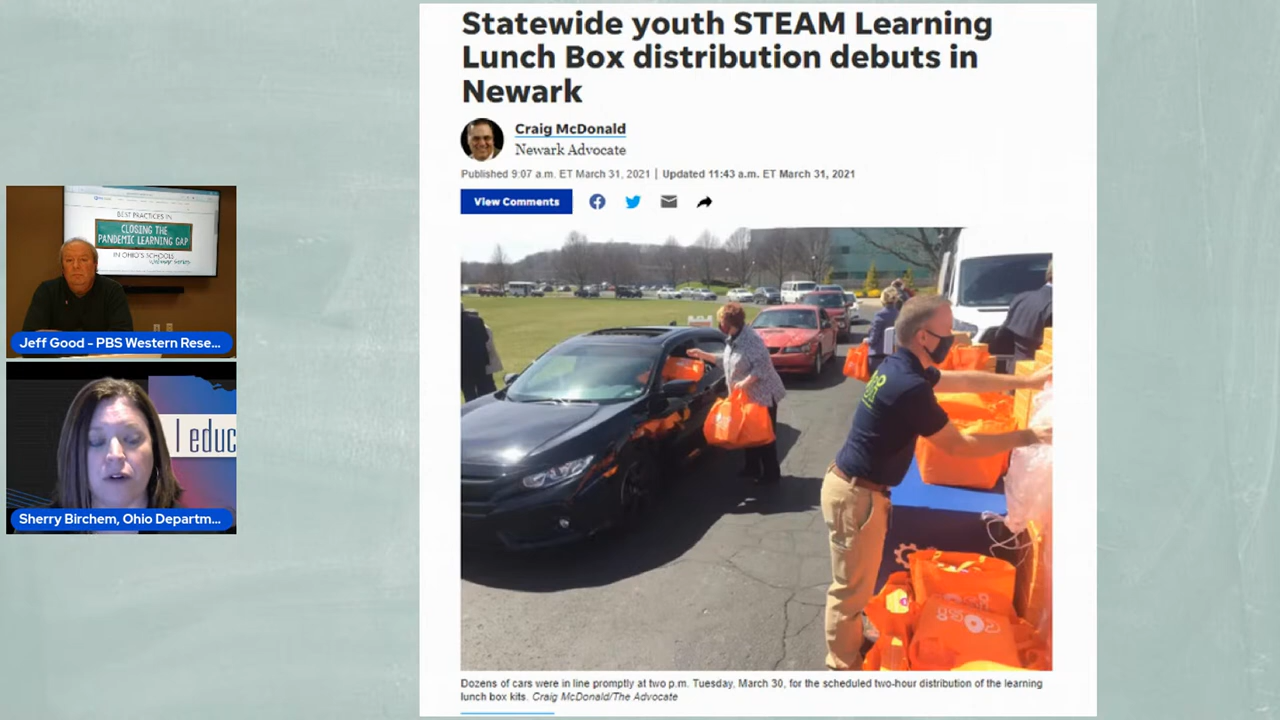 Statewide youth STEAM Learning
Lunch Box distribution debuts in
Newark
Craig McDonald
Newark Advocate
Published 9:07 a.m. ET March 31, 2021 | Updated 11:43 a.m. ET March 31, 2021
View Comments
BEST PRACTICES IN
CLOSING THE
PANDEMIC LEARNING GAP
IN OHIO'S SCHOOLS
Jeff Good - PBS Western Rese...
I educ
Sherry Birchem, Ohio Departm...
Dozens of cars were in line promptly at two p.m. Tuesday, March 30, for the scheduled two-hour distribution of the learning
lunch box kits. Craig McDonald/The Advocate